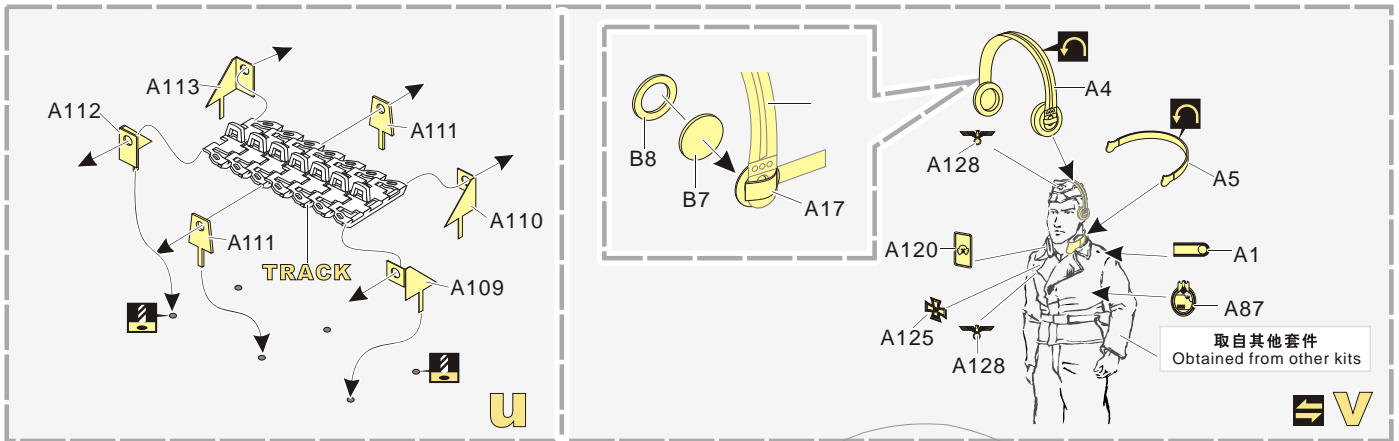 A113
A112
A111
A110
A111
TRACK
A109
u
B8
B7
A17
A4
A128
A5
A120
A1
A87
A125
A128
取自其他套件
Obtained from other kits
V